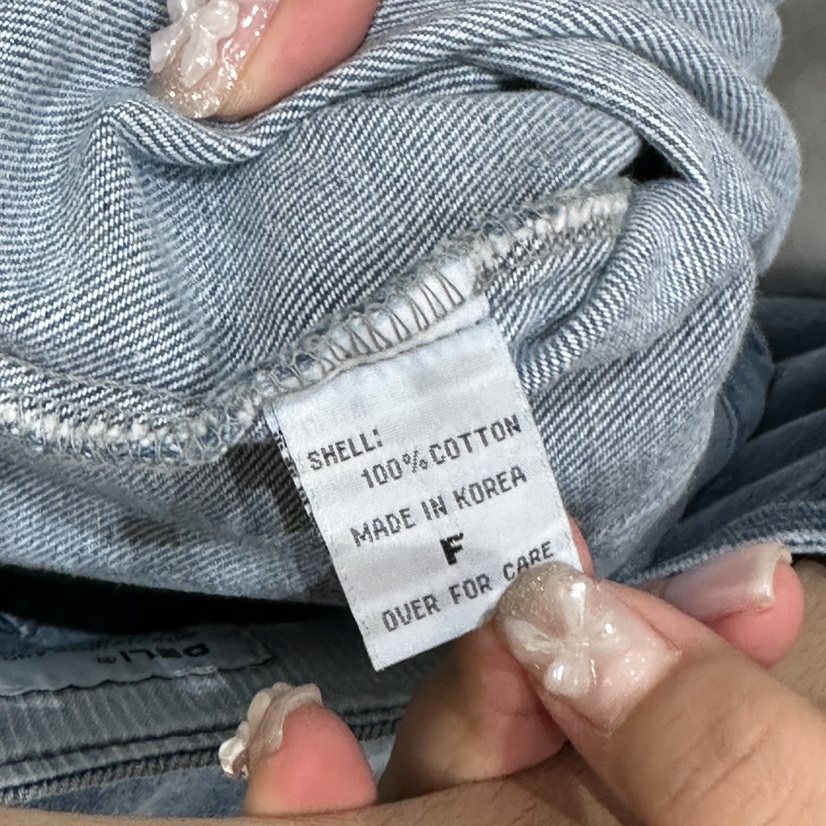 SHELL:
100% COTTON
MADE IN KOREA
F
OVER FOR CARE